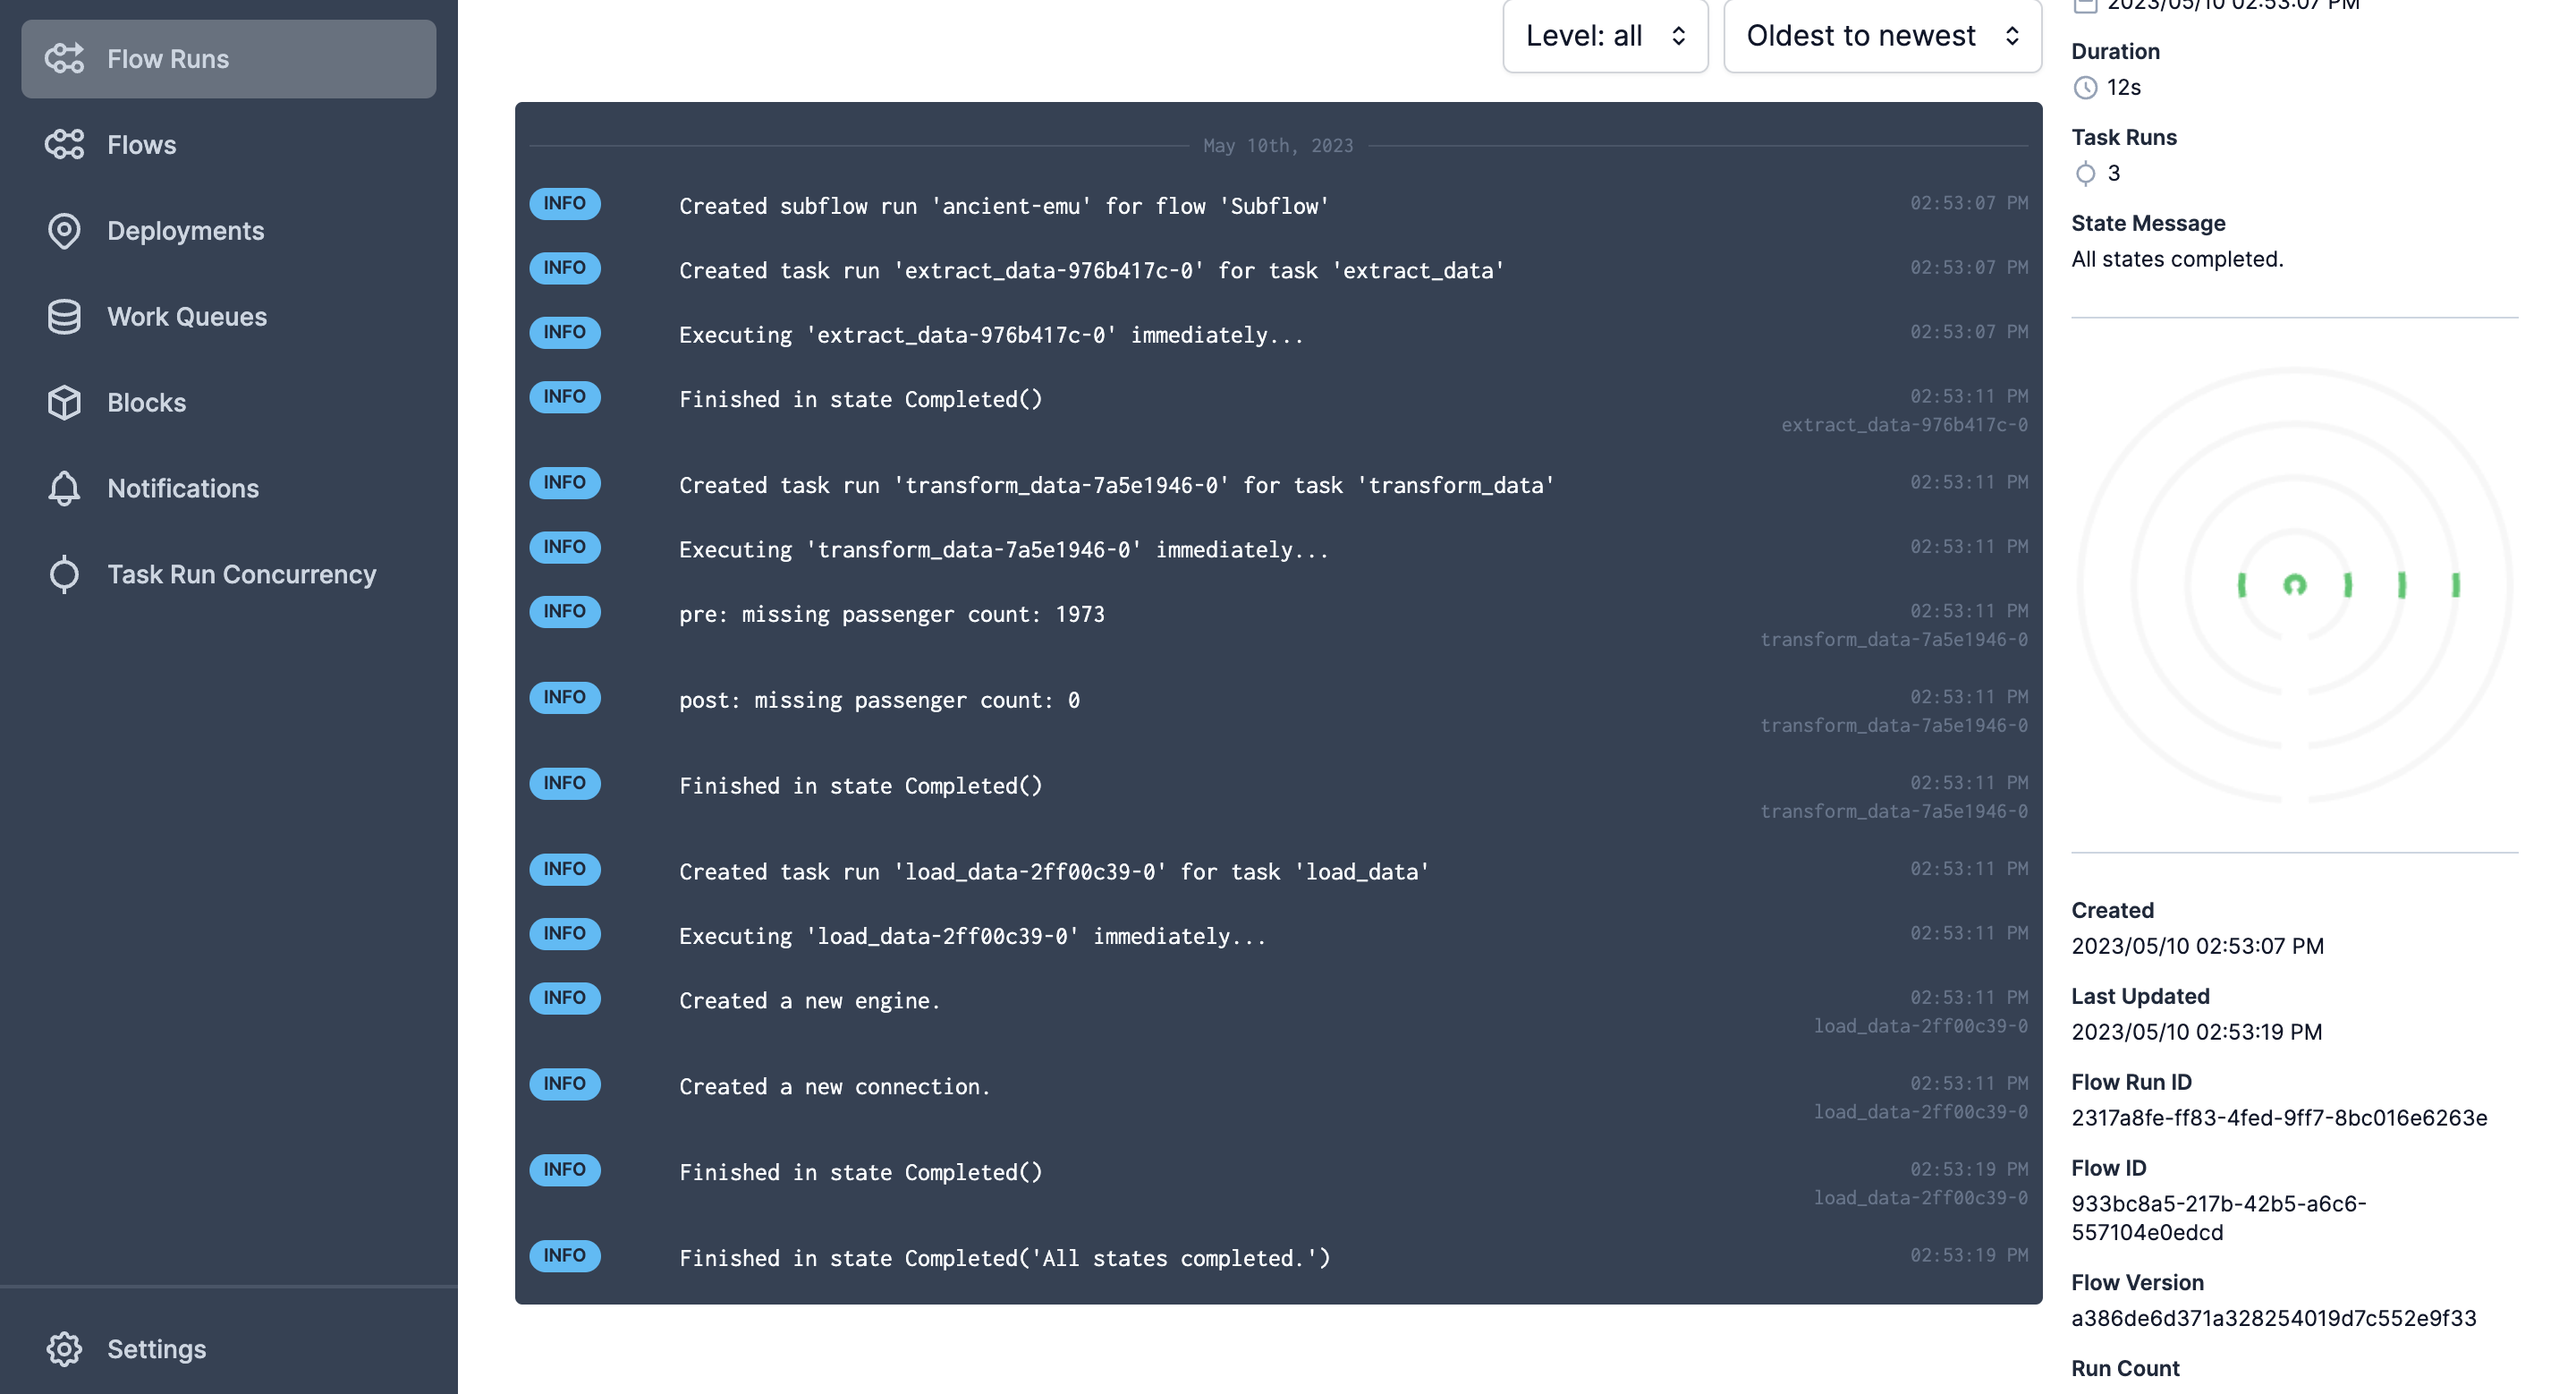 Flow Runs
Flows
Deployments
Work Queues
Blocks
Notifications
Task Run Concurrency
Settings
Level: all
Oldest to newest
May 10th, 2023
INFO Created subflow run 'ancient-emu' for flow 'Subflow' 02:53:07 PM
INFO Created task run 'extract_data-976b417c-0' for task 'extract_data' 02:53:07 PM
INFO Executing 'extract_data-976b417c-0' immediately... 02:53:07 PM
INFO Finished in state Completed() 02:53:11 PM
extract_data-976b417c-0
INFO Created task run 'transform_data-7a5e1946-0' for task 'transform_data' 02:53:11 PM
INFO Executing 'transform_data-7a5e1946-0' immediately... 02:53:11 PM
INFO pre: missing passenger count: 1973 02:53:11 PM
transform_data-7a5e1946-0
INFO post: missing passenger count: 0 02:53:11 PM
transform_data-7a5e1946-0
INFO Finished in state Completed() 02:53:11 PM
transform_data-7a5e1946-0
INFO Created task run 'load_data-2ff00c39-0' for task 'load_data' 02:53:11 PM
INFO Executing 'load_data-2ff00c39-0' immediately... 02:53:11 PM
INFO Created a new engine. 02:53:11 PM
load_data-2ff00c39-0
INFO Created a new connection. 02:53:11 PM
load_data-2ff00c39-0
INFO Finished in state Completed() 02:53:19 PM
load_data-2ff00c39-0
INFO Finished in state Completed('All states completed.') 02:53:19 PM
2023/05/10 02:53:07 PM
Duration
12s
Task Runs
3
State Message
All states completed.
Created
2023/05/10 02:53:07 PM
Last Updated
2023/05/10 02:53:19 PM
Flow Run ID
2317a8fe-ff83-4fed-9ff7-8bc016e6263e
Flow ID
933bc8a5-217b-42b5-a6c6-
557104e0edcd
Flow Version
a386de6d371a328254019d7c552e9f33
Run Count